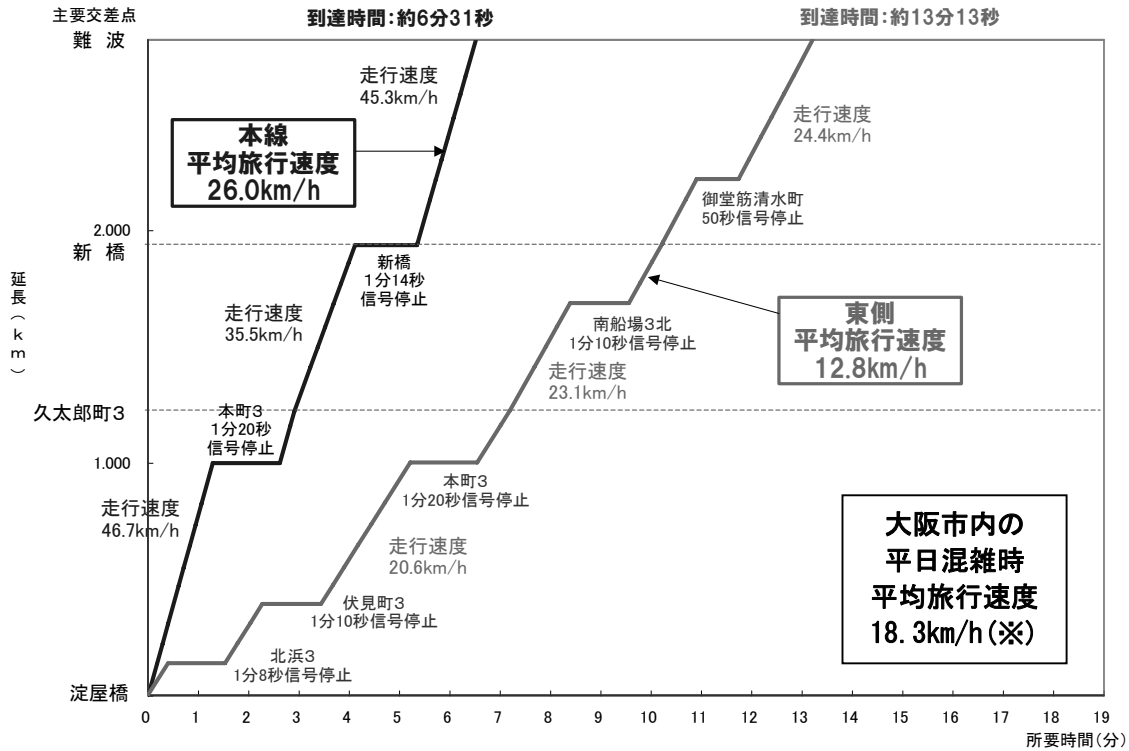 主要交差点
到達時間：約6分31秒
到達時間：約13分13秒
難　波
走行速度
45.3km/h
走行速度
24.4km/h
本線
平均旅行速度
26.0km/h
御堂筋清水町
50秒信号停止
2.000
新　橋
新橋
1分14秒
信号停止
延長（ｋｍ）
走行速度
35.5km/h
東側
平均旅行速度
12.8km/h
南船場3北
1分10秒信号停止
走行速度
23.1km/h
久太郎町3
本町3
1分20秒
信号停止
1.000
本町3
1分20秒信号停止
走行速度
46.7km/h
走行速度
20.6km/h
大阪市内の
平日混雑時
平均旅行速度
18.3km/h(※)
伏見町3
1分10秒信号停止
北浜3
1分8秒信号停止
淀屋橋
0 1 2 3 4 5 6 7 8 9 10 11 12 13 14 15 16 17 18 19
所要時間(分)